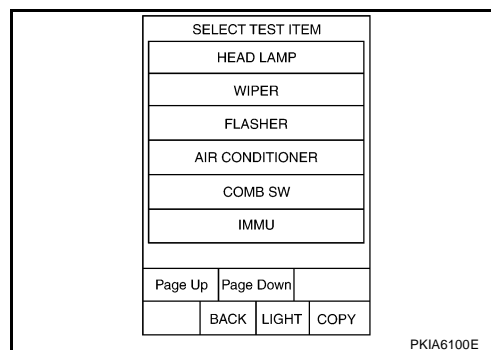 SELECT TEST ITEM
HEAD LAMP
WIPER
FLASHER
AIR CONDITIONER
COMB SW
IMMU
Page Up Page Down
BACK LIGHT COPY
PKIA6100E